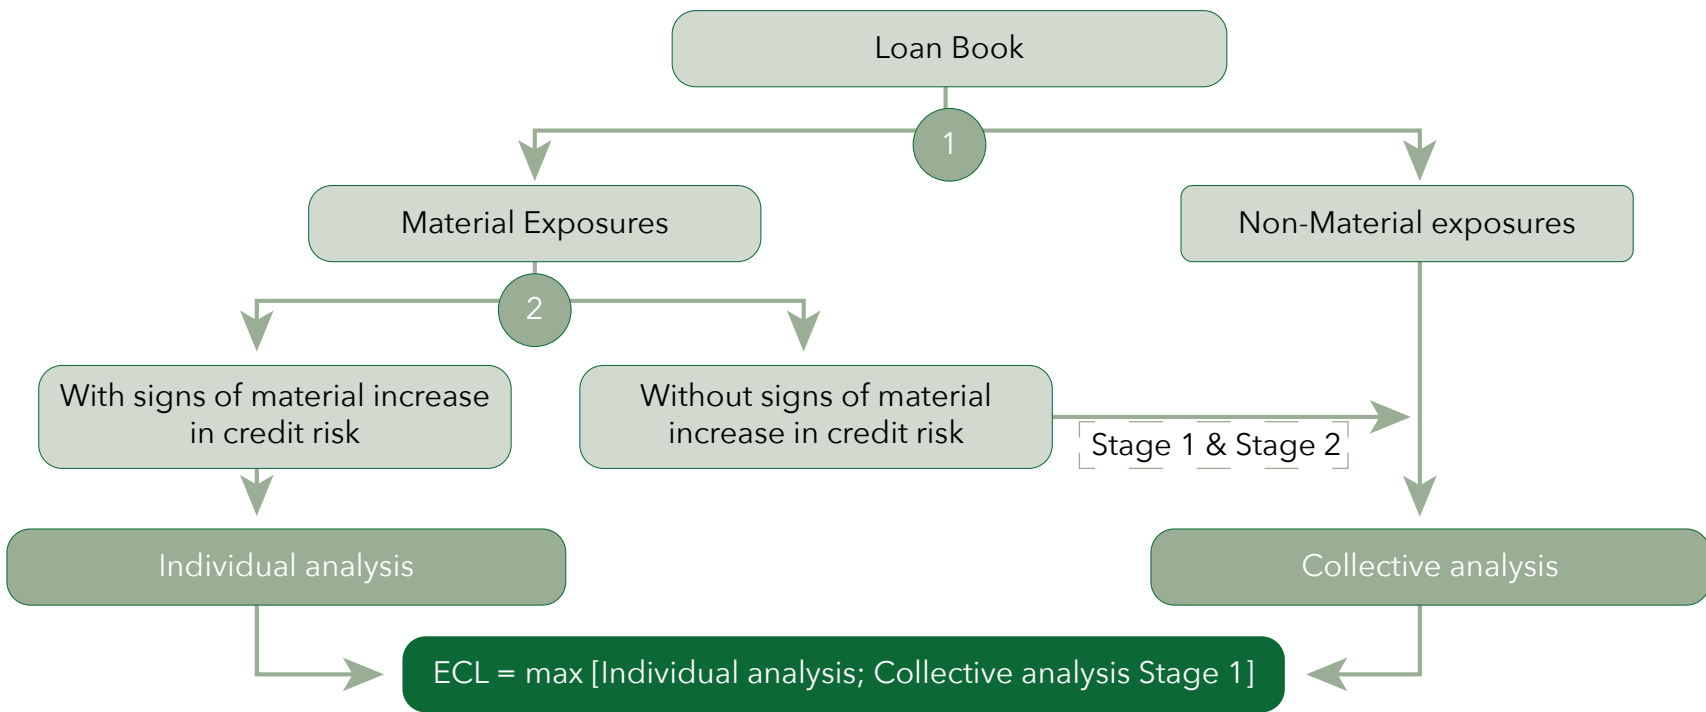 Loan Book
1
Material Exposures
Non-Material exposures
2
With signs of material increase
in credit risk
Without signs of material
increase in credit risk
Stage 1 & Stage 2
Individual analysis
Collective analysis
ECL = max [Individual analysis; Collective analysis Stage 1]